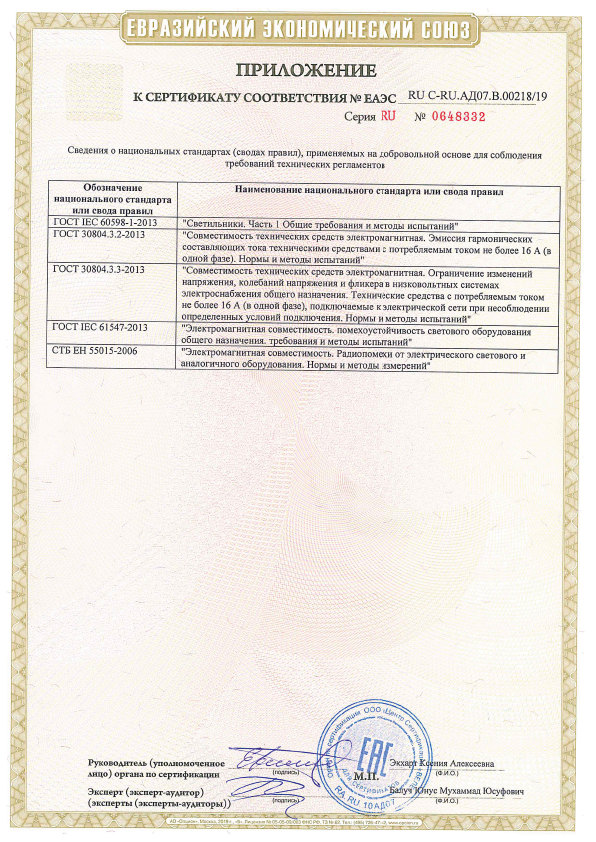 ЕВРАЗИЙСКИЙ ЭКОНОМИЧЕСКИЙ СОЮЗ
ПРИЛОЖЕНИЕ
К СЕРТИФИКАТУ СООТВЕТСТВИЯ № ЕАЭС RU С-RU.АД07.В.00218/19
Серия RU № 0648332
Сведения о национальных стандартах (сводах правил), применяемых на добровольной основе для соблюдения
требований технических регламентов
Обозначение
национального стандарта
или свода правил
Наименование национального стандарта или свода правил
ГОСТ IEC 60598-1-2013
"Светильники. Часть 1 Общие требования и методы испытаний"
ГОСТ 30804.3.2-2013
"Совместимость технических средств электромагнитная. Эмиссия гармонических
составляющих тока техническими средствами с потребляемым током не более 16 А (в
одной фазе). Нормы и методы испытаний"
ГОСТ 30804.3.3-2013
"Совместимость технических средств электромагнитная. Ограничение изменений
напряжения, колебаний напряжения и фликера в низковольтных системах
электроснабжения общего назначения. Технические средства с потребляемым током
не более 16 А (в одной фазе), подключаемые к электрической сети при несоблюдении
определенных условий подключения. Нормы и методы испытаний"
ГОСТ IEC 61547-2013
"Электромагнитная совместимость. помехоустойчивость светового оборудования
общего назначения. требования и методы испытаний"
СТБ ЕН 55015-2006
"Электромагнитная совместимость. Радиопомехи от электрического светового и
аналогичного оборудования. Нормы и методы измерений"
Руководитель (уполномоченное
лицо) органа по сертификации
(подпись)
М.П.
Экхарт Ксения Алексеевна
(Ф.И.О.)
Эксперт (эксперт-аудитор)
(эксперты (эксперты-аудиторы))
(подпись)
Балуч Юнус Мухаммад Юсуфович
(Ф.И.О.)
ЕАС
ДЛЯ СЕРТИФИКАТОВ
RA.RU.10АД07